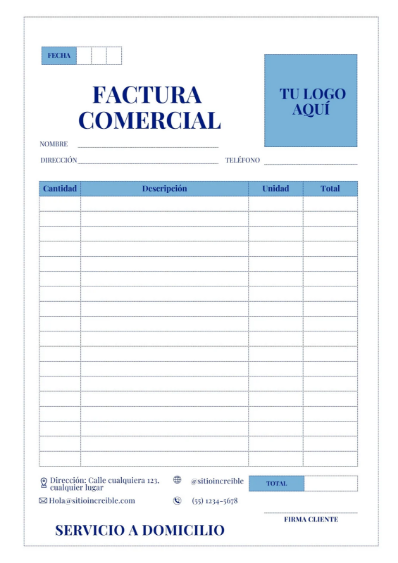 FECHA
TU LOGO
AQUÍ
FACTURA
COMERCIAL
NOMBRE
DIRECCIÓN
TELÉFONO
Cantidad Descripción Unidad Total
Dirección: Calle cualquiera 123,
cualquier lugar
@sitioincreible
TOTAL
Hola@sitioincreible.com
(55) 1234-5678
FIRMA CLIENTE
SERVICIO A DOMICILIO